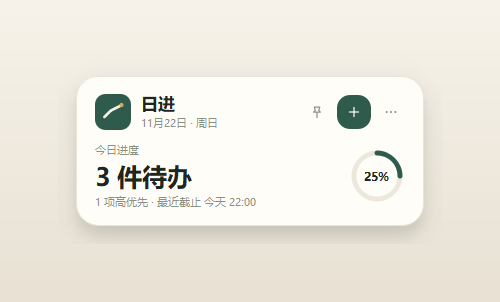 日进
11月22日 · 周日
今日进度
3 件待办
1 项高优先 · 最近截止 今天 22:00
25%